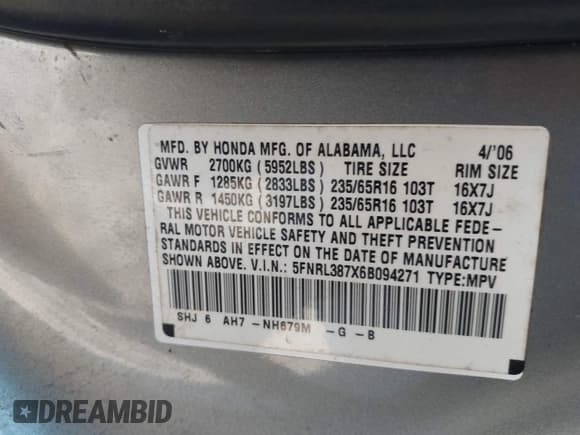 MFD. BY HONDA MFG. OF ALABAMA, LLC 4/'06
GVWR 2700KG (5952LBS) TIRE SIZE RIM SIZE
GAWR F 1285KG (2833LBS) 235/65R16 103T 16X7J
GAWR R 1450KG (3197LBS) 235/65R16 103T 16X7J
THIS VEHICLE CONFORMS TO ALL APPLICABLE FEDE-
RAL MOTOR VEHICLE SAFETY AND THEFT PREVENTION
STANDARDS IN EFFECT ON THE DATE OF MANUFACTURE
SHOWN ABOVE. V.I.N.: 5FNRL387X6B094271 TYPE:MPV
SHJ 6 AH7 -NH679M -G -B
DREAMBID